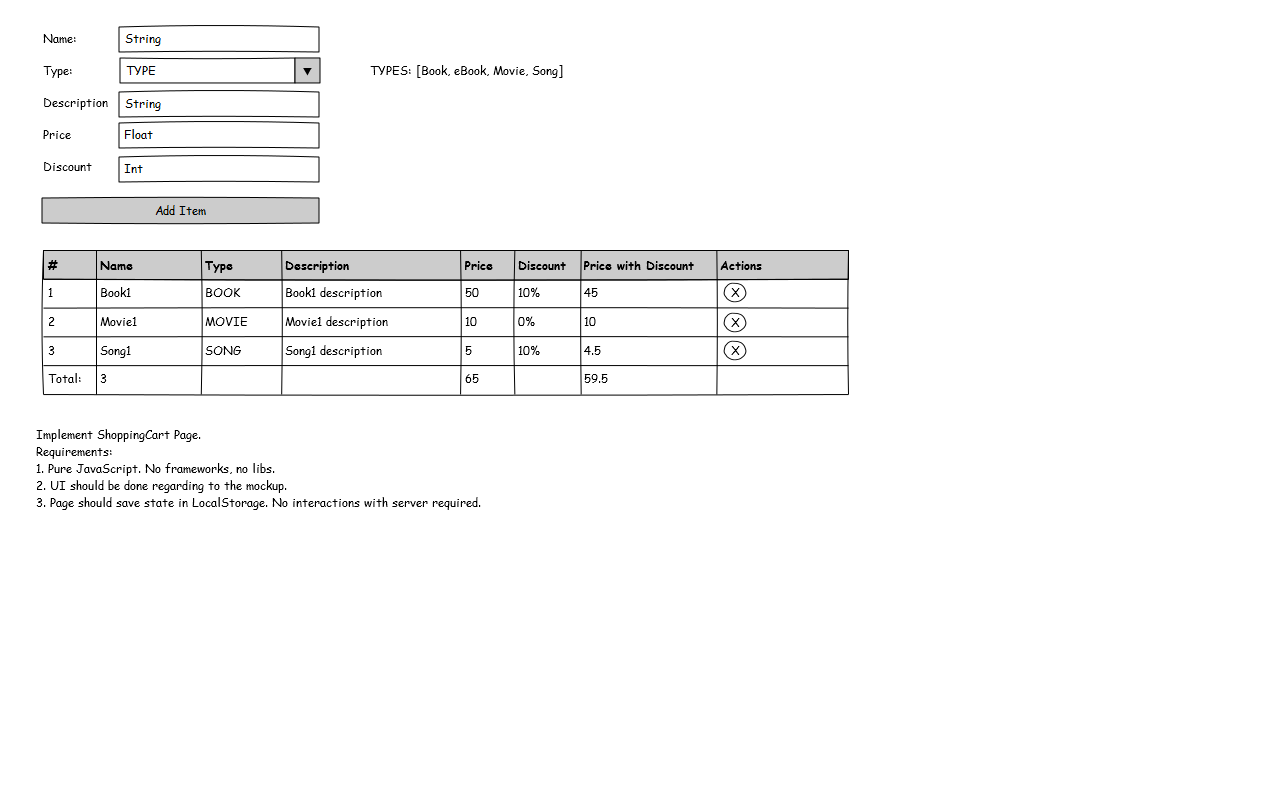 Name: String
Type: TYPE ▼ TYPES: [Book, eBook, Movie, Song]
Description String
Price Float
Discount Int
Add Item
# Name Type Description Price Discount Price with Discount Actions
1 Book1 BOOK Book1 description 50 10% 45 X
2 Movie1 MOVIE Movie1 description 10 0% 10 X
3 Song1 SONG Song1 description 5 10% 4.5 X
Total: 3 65 59.5
Implement ShoppingCart Page.
Requirements:
1. Pure JavaScript. No frameworks, no libs.
2. UI should be done regarding to the mockup.
3. Page should save state in LocalStorage. No interactions with server required.